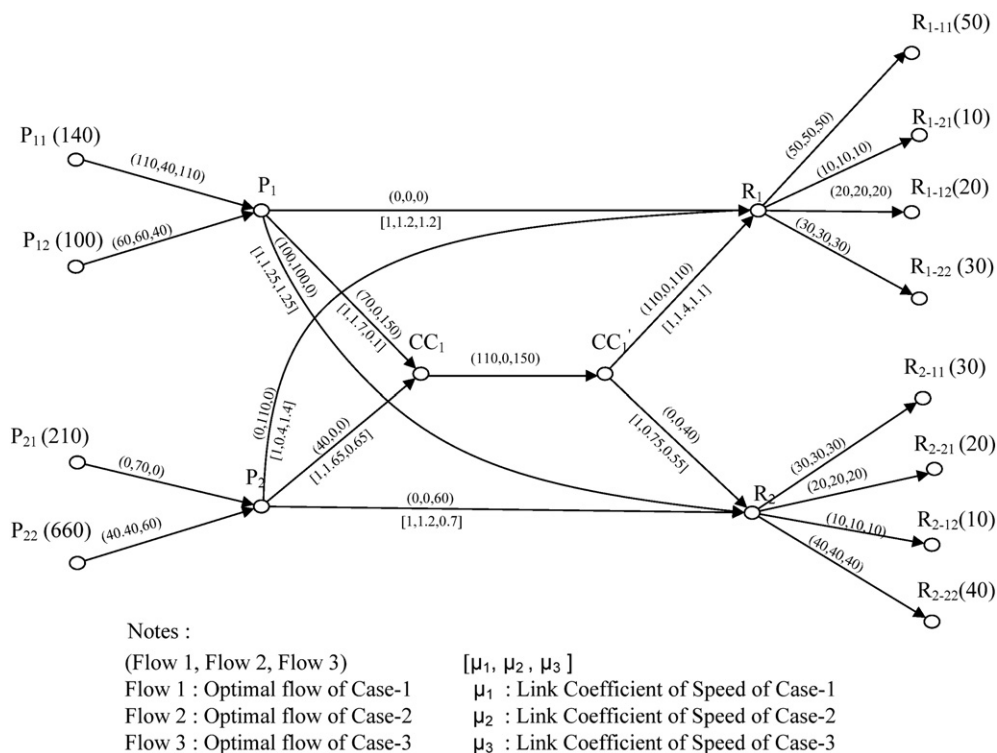 R1-11(50)
P11 (140)
(110,40,110)
(50,50,50)
R1-21(10)
(10,10,10)
P1
(0,0,0)
[1,1.2,1.2]
R1
(20,20,20)
R1-12(20)
P12 (100)
(60,60,40)
(30,30,30)
R1-22 (30)
(100,100,0)
[1,1.25,1.25]
(70,0,150)
[1,1.7,0.1]
(110,0,110)
[1,1.4,1.1]
CC1
(110,0,150)
CC1'
R2-11 (30)
(0,110,0)
[1,0.4,1.4]
(40,0,0)
[1,1.65,0.65]
(0,0,40)
[1,0.75,0.55]
P21 (210)
(0,70,0)
(30,30,30)
R2-21 (20)
(20,20,20)
P2
(0,0,60)
[1,1.2,0.7]
R2
P22 (660)
(40.40,60)
(10,10,10)
R2-12(10)
(40,40,40)
R2-22(40)
Notes :
(Flow 1, Flow 2, Flow 3) [μ1, μ2 , μ3 ]
Flow 1 : Optimal flow of Case-1 μ1 : Link Coefficient of Speed of Case-1
Flow 2 : Optimal flow of Case-2 μ2 : Link Coefficient of Speed of Case-2
Flow 3 : Optimal flow of Case-3 μ3 : Link Coefficient of Speed of Case-3